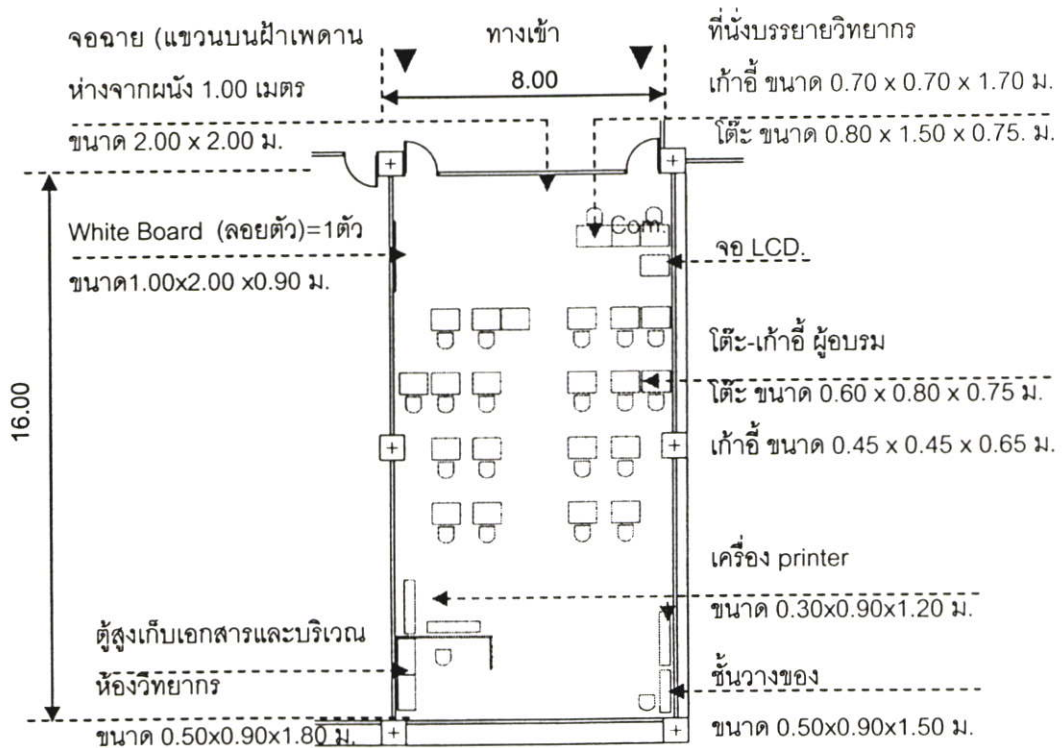 จอฉาย (แขวนบนฝ้าเพดาน
ห่างจากผนัง 1.00 เมตร
ขนาด 2.00 x 2.00 ม.
ทางเข้า
8.00
ที่นั่งบรรยายวิทยากร
เก้าอี้ ขนาด 0.70 x 0.70 x 1.70 ม.
โต๊ะ ขนาด 0.80 x 1.50 x 0.75. ม.
White Board (ลอยตัว)=1ตัว
ขนาด1.00x2.00 x0.90 ม.
Com.
จอ LCD.
16.00
โต๊ะ-เก้าอี้ ผู้อบรม
โต๊ะ ขนาด 0.60 x 0.80 x 0.75 ม.
เก้าอี้ ขนาด 0.45 x 0.45 x 0.65 ม.
เครื่อง printer
ขนาด 0.30x0.90x1.20 ม.
ตู้สูงเก็บเอกสารและบริเวณ
ห้องวิทยากร
ขนาด 0.50x0.90x1.80 ม.
ชั้นวางของ
ขนาด 0.50x0.90x1.50 ม.